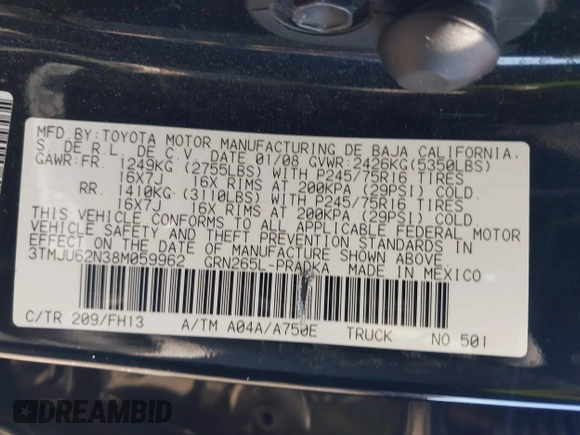 MFD.BY:TOYOTA MOTOR MANUFACTURING DE BAJA CALIFORNIA,
S. DE R.L. DE C.V. DATE 01/08 GVWR:2426KG(5350LBS)
GAWR:FR. 1249KG (2755LBS) WITH P245/75R16 TIRES
16X7J 16X RIMS AT 200KPA (29PSI) COLD
RR. 1410KG (3110LBS) WITH P245/75R16 TIRES
16X7J 16X RIMS AT 200KPA (29PSI) COLD.
THIS VEHICLE CONFORMS TO ALL APPLICABLE FEDERAL MOTOR
VEHICLE SAFETY AND THEFT PREVENTION STANDARDS IN
EFFECT ON THE DATE OF MANUFACTURE SHOWN ABOVE.
3TMJU62N38M059962 GRN265L-PRADKA MADE IN MEXICO
C/TR 209/FH13 A/TM A04A/A750E TRUCK NO.501
DREAMBID